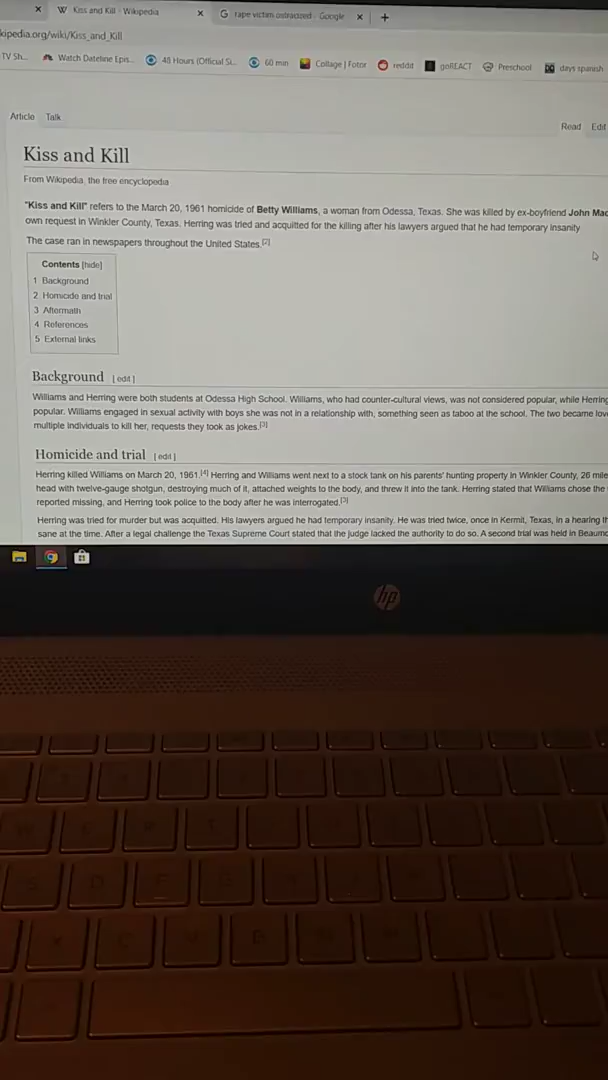 Kiss and Kill - Wikipedia
rape victim ostracized - Google
kipedia.org/wiki/Kiss_and_Kill
TV Sh... Watch Dateline Epis... 48 Hours (Official Si... 60 min Collage | Fotor reddit goREACT Preschool days spanish
Article Talk
Read Edit
Kiss and Kill
From Wikipedia, the free encyclopedia
"Kiss and Kill" refers to the March 20, 1961 homicide of Betty Williams, a woman from Odessa, Texas. She was killed by ex-boyfriend John Mac
own request in Winkler County, Texas. Herring was tried and acquitted for the killing after his lawyers argued that he had temporary insanity
The case ran in newspapers throughout the United States.[2]
Contents [hide]
1 Background
2 Homicide and trial
3 Aftermath
4 References
5 External links
Background [edit]
Williams and Herring were both students at Odessa High School. Williams, who had counter-cultural views, was not considered popular, while Herring
popular. Williams engaged in sexual activity with boys she was not in a relationship with, something seen as taboo at the school. The two became lov
multiple individuals to kill her, requests they took as jokes.[3]
Homicide and trial [edit]
Herring killed Williams on March 20, 1961.[4] Herring and Williams went next to a stock tank on his parents' hunting property in Winkler County, 26 mile
head with twelve-gauge shotgun, destroying much of it, attached weights to the body, and threw it into the tank. Herring stated that Williams chose the
reported missing, and Herring took police to the body after he was interrogated.[3]
Herring was tried for murder but was acquitted. His lawyers argued he had temporary insanity. He was tried twice, once in Kermit, Texas, in a hearing th
sane at the time. After a legal challenge the Texas Supreme Court stated that the judge lacked the authority to do so. A second trial was held in Beaumo
hp